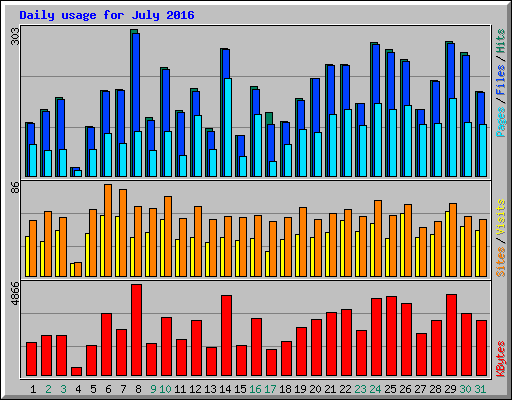 Daily usage for July 2016
303
Pages / Files / Hits
86
Sites / Visits
4866
KBytes
1 2 3 4 5 6 7 8 9 10 11 12 13 14 15 16 17 18 19 20 21 22 23 24 25 26 27 28 29 30 31